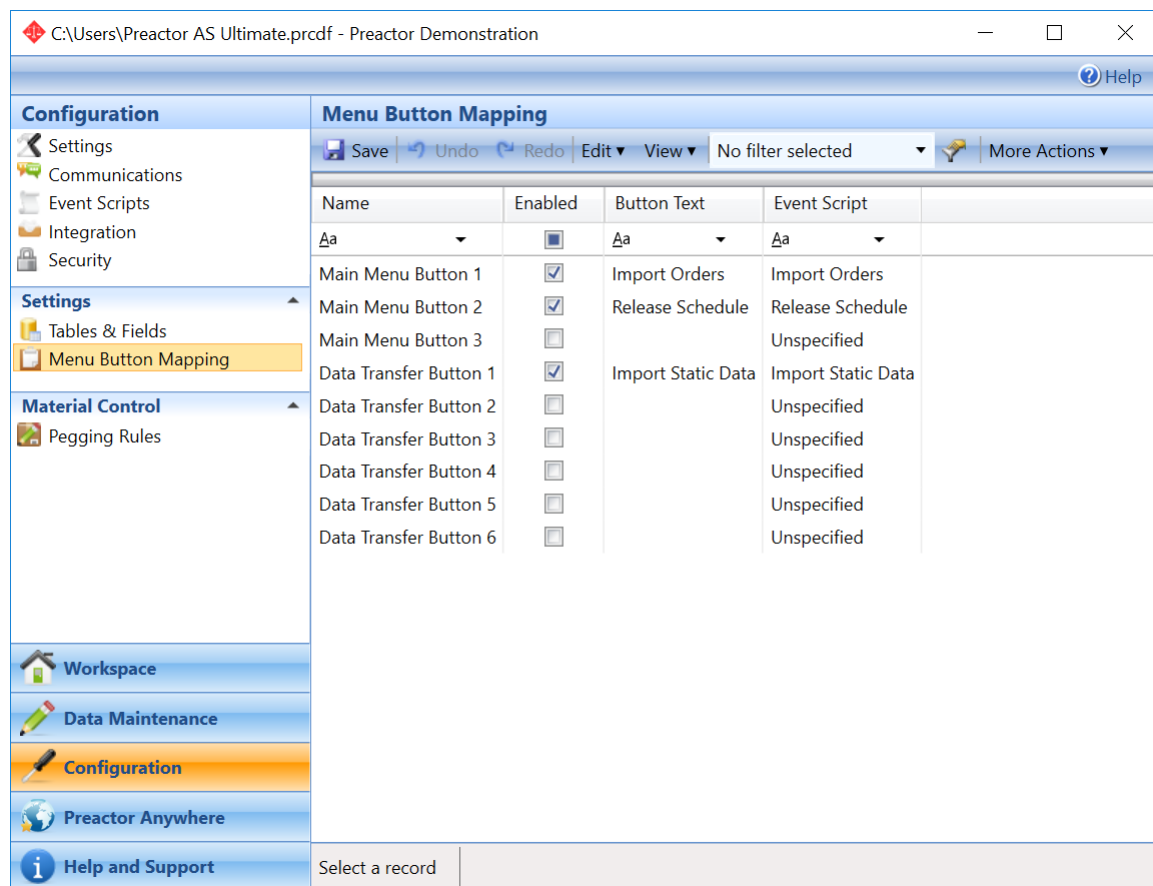 C:\Users\Preactor AS Ultimate.prcdf - Preactor Demonstration
Help
Configuration
Settings
Communications
Event Scripts
Integration
Security
Settings
Tables & Fields
Menu Button Mapping
Material Control
Pegging Rules
Workspace
Data Maintenance
Configuration
Preactor Anywhere
Help and Support
Menu Button Mapping
Save Undo Redo Edit View No filter selected More Actions
Name Enabled Button Text Event Script
Aa Aa Aa
Main Menu Button 1 Import Orders Import Orders
Main Menu Button 2 Release Schedule Release Schedule
Main Menu Button 3 Unspecified
Data Transfer Button 1 Import Static Data Import Static Data
Data Transfer Button 2 Unspecified
Data Transfer Button 3 Unspecified
Data Transfer Button 4 Unspecified
Data Transfer Button 5 Unspecified
Data Transfer Button 6 Unspecified
Select a record